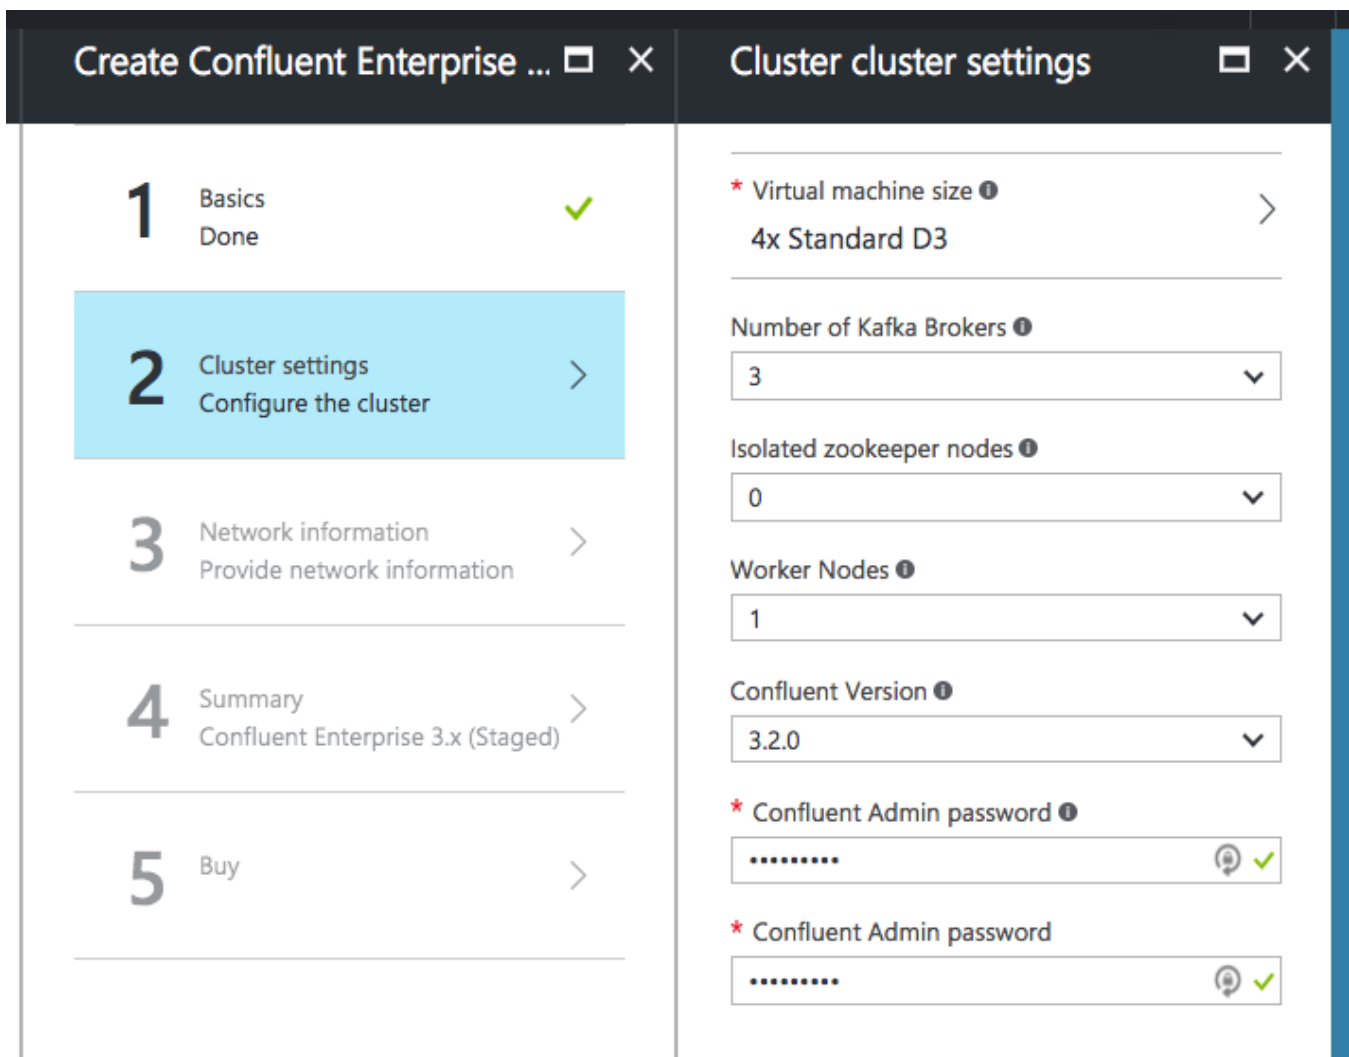 Create Confluent Enterprise ...
1
Basics
Done
2
Cluster settings
Configure the cluster
3
Network information
Provide network information
4
Summary
Confluent Enterprise 3.x (Staged)
5
Buy
Cluster cluster settings
* Virtual machine size
4x Standard D3
Number of Kafka Brokers
3
Isolated zookeeper nodes
0
Worker Nodes
1
Confluent Version
3.2.0
* Confluent Admin password
•••••••••
* Confluent Admin password
•••••••••